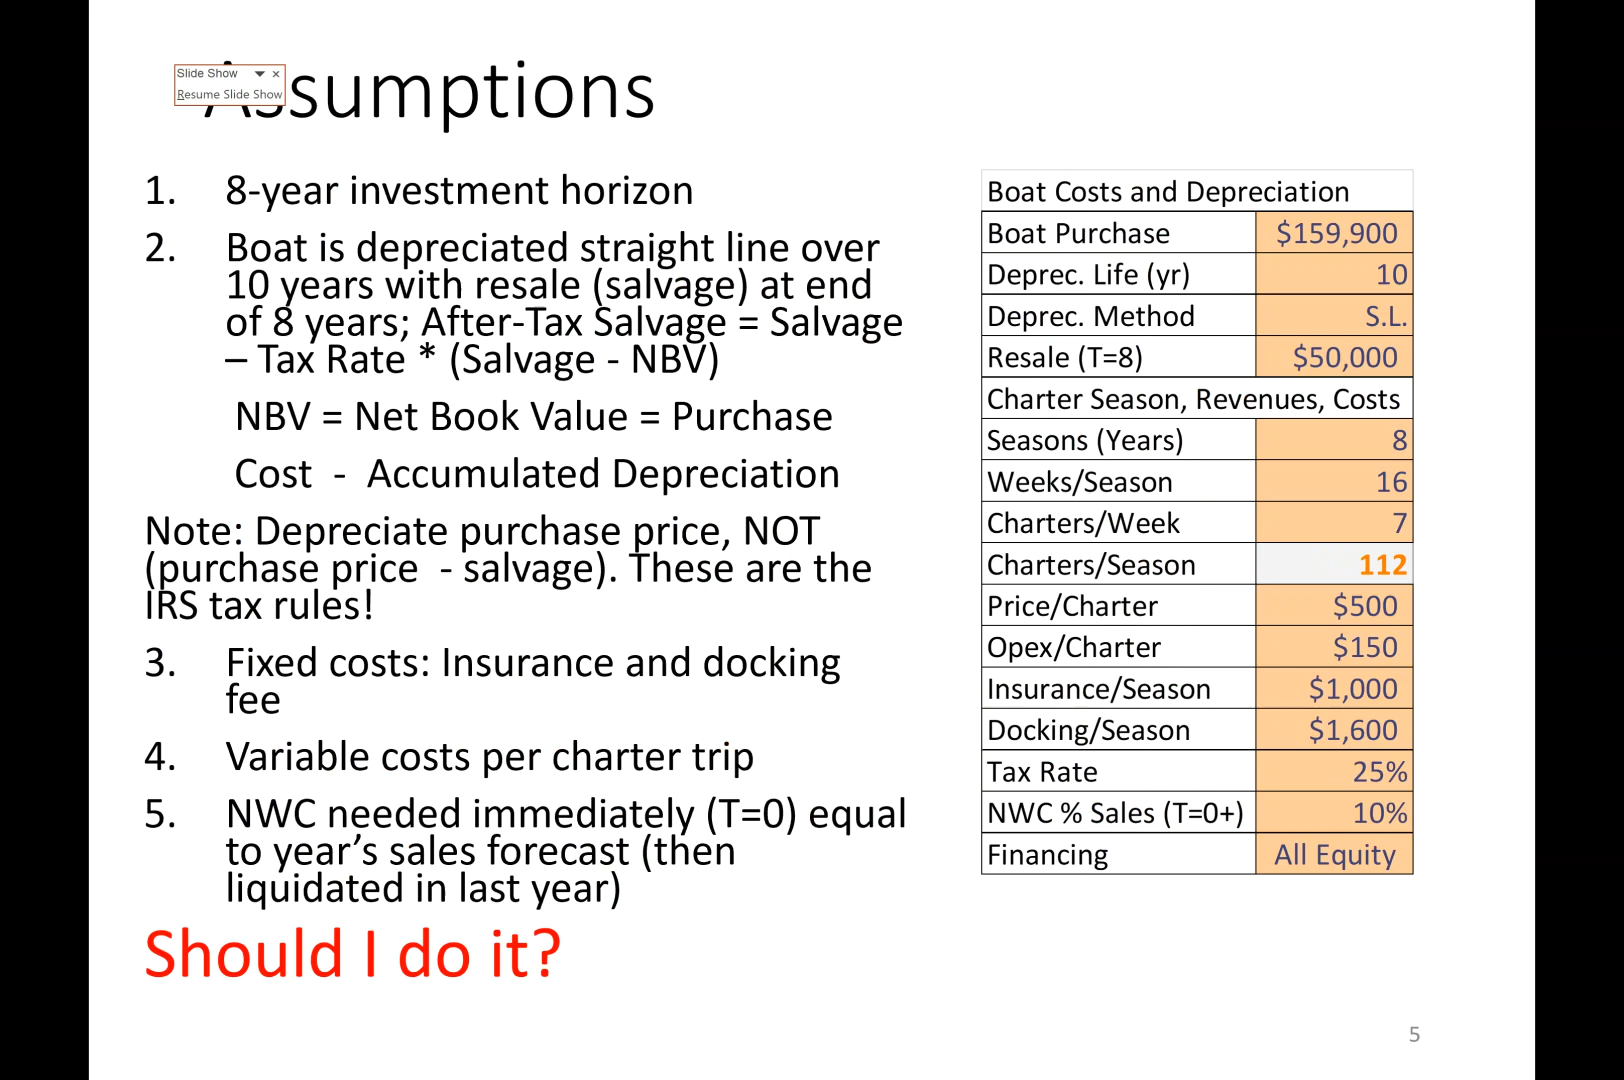 Slide Show
Resume Slide Show
Assumptions
1. 8-year investment horizon
2. Boat is depreciated straight line over
10 years with resale (salvage) at end
of 8 years; After-Tax Salvage = Salvage
– Tax Rate * (Salvage - NBV)
NBV = Net Book Value = Purchase
Cost - Accumulated Depreciation
Note: Depreciate purchase price, NOT
(purchase price - salvage). These are the
IRS tax rules!
3. Fixed costs: Insurance and docking
fee
4. Variable costs per charter trip
5. NWC needed immediately (T=0) equal
to year’s sales forecast (then
liquidated in last year)
Should I do it?
Boat Costs and Depreciation
Boat Purchase $159,900
Deprec. Life (yr) 10
Deprec. Method S.L.
Resale (T=8) $50,000
Charter Season, Revenues, Costs
Seasons (Years) 8
Weeks/Season 16
Charters/Week 7
Charters/Season 112
Price/Charter $500
Opex/Charter $150
Insurance/Season $1,000
Docking/Season $1,600
Tax Rate 25%
NWC % Sales (T=0+) 10%
Financing All Equity
5